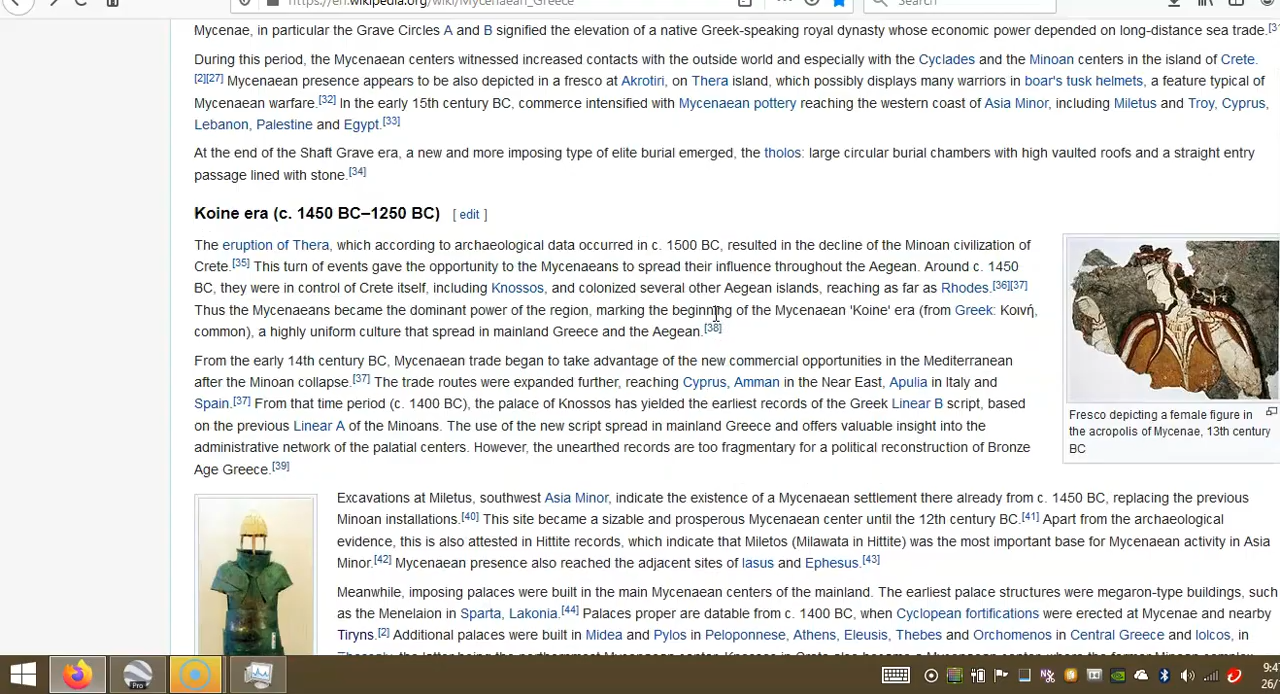 https://en.wikipedia.org/wiki/Mycenaean_Greece
Search
Mycenae, in particular the Grave Circles A and B signified the elevation of a native Greek-speaking royal dynasty whose economic power depended on long-distance sea trade.
During this period, the Mycenaean centers witnessed increased contacts with the outside world and especially with the Cyclades and the Minoan centers in the island of Crete.
[2][27] Mycenaean presence appears to be also depicted in a fresco at Akrotiri, on Thera island, which possibly displays many warriors in boar's tusk helmets, a feature typical of
Mycenaean warfare.[32] In the early 15th century BC, commerce intensified with Mycenaean pottery reaching the western coast of Asia Minor, including Miletus and Troy, Cyprus,
Lebanon, Palestine and Egypt.[33]
At the end of the Shaft Grave era, a new and more imposing type of elite burial emerged, the tholos: large circular burial chambers with high vaulted roofs and a straight entry
passage lined with stone.[34]
Koine era (c. 1450 BC–1250 BC) [ edit ]
The eruption of Thera, which according to archaeological data occurred in c. 1500 BC, resulted in the decline of the Minoan civilization of
Crete.[35] This turn of events gave the opportunity to the Mycenaeans to spread their influence throughout the Aegean. Around c. 1450
BC, they were in control of Crete itself, including Knossos, and colonized several other Aegean islands, reaching as far as Rhodes.[36][37]
Thus the Mycenaeans became the dominant power of the region, marking the beginning of the Mycenaean 'Koine' era (from Greek: Κοινή,
common), a highly uniform culture that spread in mainland Greece and the Aegean.[38]
From the early 14th century BC, Mycenaean trade began to take advantage of the new commercial opportunities in the Mediterranean
after the Minoan collapse.[37] The trade routes were expanded further, reaching Cyprus, Amman in the Near East, Apulia in Italy and
Spain.[37] From that time period (c. 1400 BC), the palace of Knossos has yielded the earliest records of the Greek Linear B script, based
on the previous Linear A of the Minoans. The use of the new script spread in mainland Greece and offers valuable insight into the
administrative network of the palatial centers. However, the unearthed records are too fragmentary for a political reconstruction of Bronze
Age Greece.[39]
Fresco depicting a female figure in
the acropolis of Mycenae, 13th century
BC
Excavations at Miletus, southwest Asia Minor, indicate the existence of a Mycenaean settlement there already from c. 1450 BC, replacing the previous
Minoan installations.[40] This site became a sizable and prosperous Mycenaean center until the 12th century BC.[41] Apart from the archaeological
evidence, this is also attested in Hittite records, which indicate that Miletos (Milawata in Hittite) was the most important base for Mycenaean activity in Asia
Minor.[42] Mycenaean presence also reached the adjacent sites of Iasus and Ephesus.[43]
Meanwhile, imposing palaces were built in the main Mycenaean centers of the mainland. The earliest palace structures were megaron-type buildings, such
as the Menelaion in Sparta, Lakonia.[44] Palaces proper are datable from c. 1400 BC, when Cyclopean fortifications were erected at Mycenae and nearby
Tiryns.[2] Additional palaces were built in Midea and Pylos in Peloponnese, Athens, Eleusis, Thebes and Orchomenos in Central Greece and Iolcos, in
Pro
9:4
26/